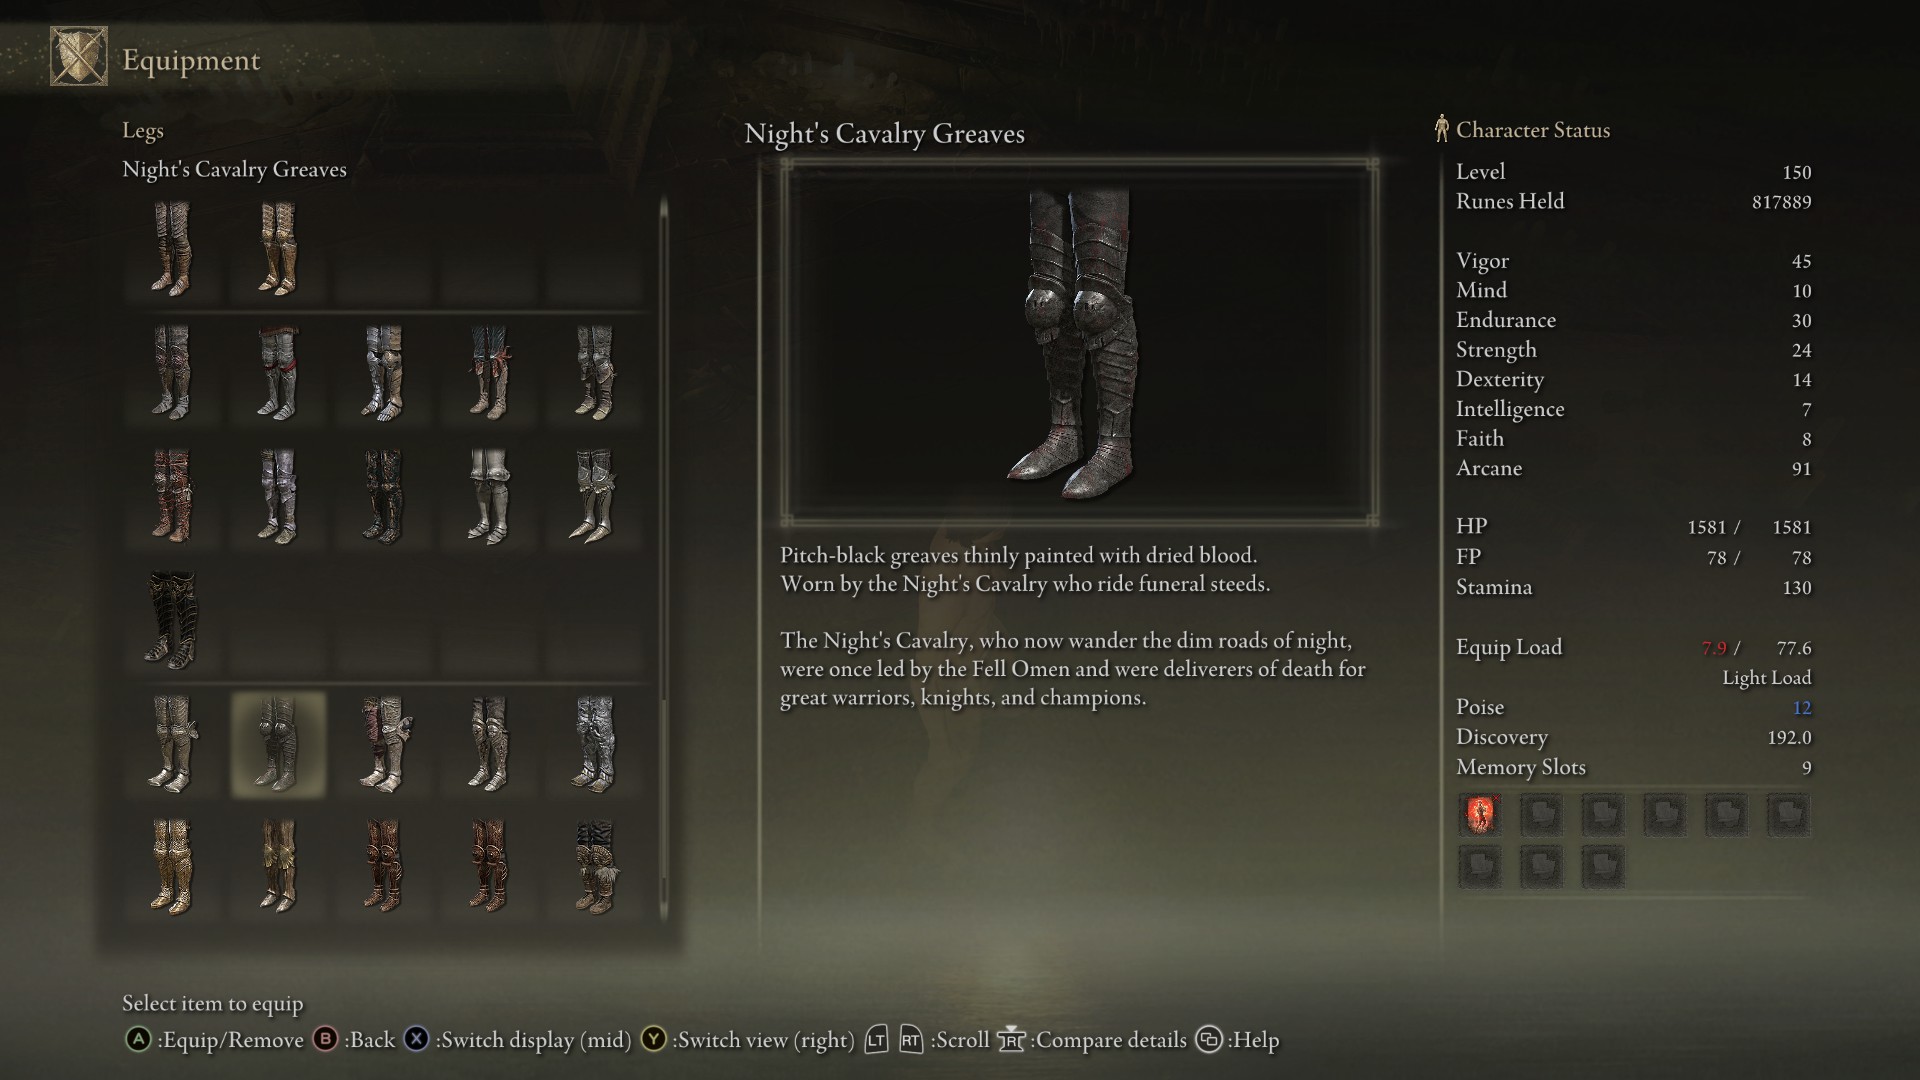 Equipment
Legs
Night's Cavalry Greaves
Night's Cavalry Greaves
Pitch-black greaves thinly painted with dried blood.
Worn by the Night's Cavalry who ride funeral steeds.
The Night's Cavalry, who now wander the dim roads of night,
were once led by the Fell Omen and were deliverers of death for
great warriors, knights, and champions.
Character Status
Level 150
Runes Held 817889
Vigor 45
Mind 10
Endurance 30
Strength 24
Dexterity 14
Intelligence 7
Faith 8
Arcane 91
HP 1581 / 1581
FP 78 / 78
Stamina 130
Equip Load 7.9 / 77.6
Light Load
Poise 12
Discovery 192.0
Memory Slots 9
Select item to equip
A :Equip/Remove B :Back X :Switch display (mid) Y :Switch view (right) LT RT :Scroll R :Compare details :Help